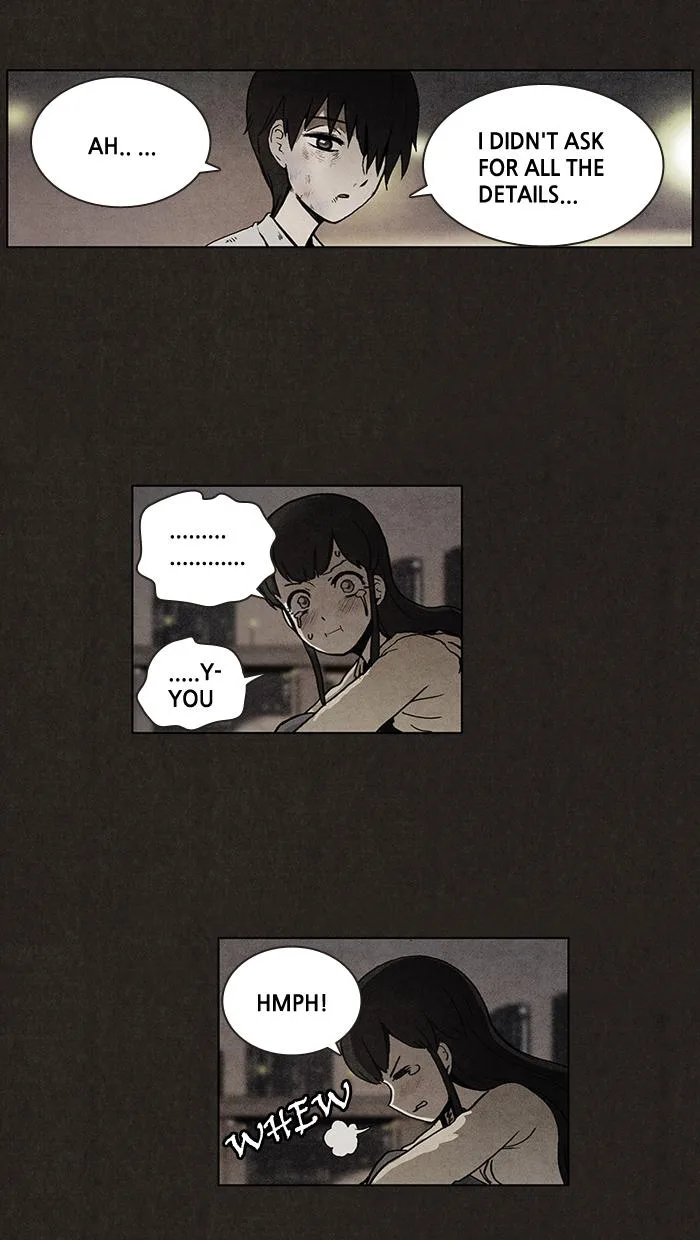 AH.. ...
I DIDN'T ASK
FOR ALL THE
DETAILS...
.........
............
.....Y-
YOU
HMPH!
WHEW